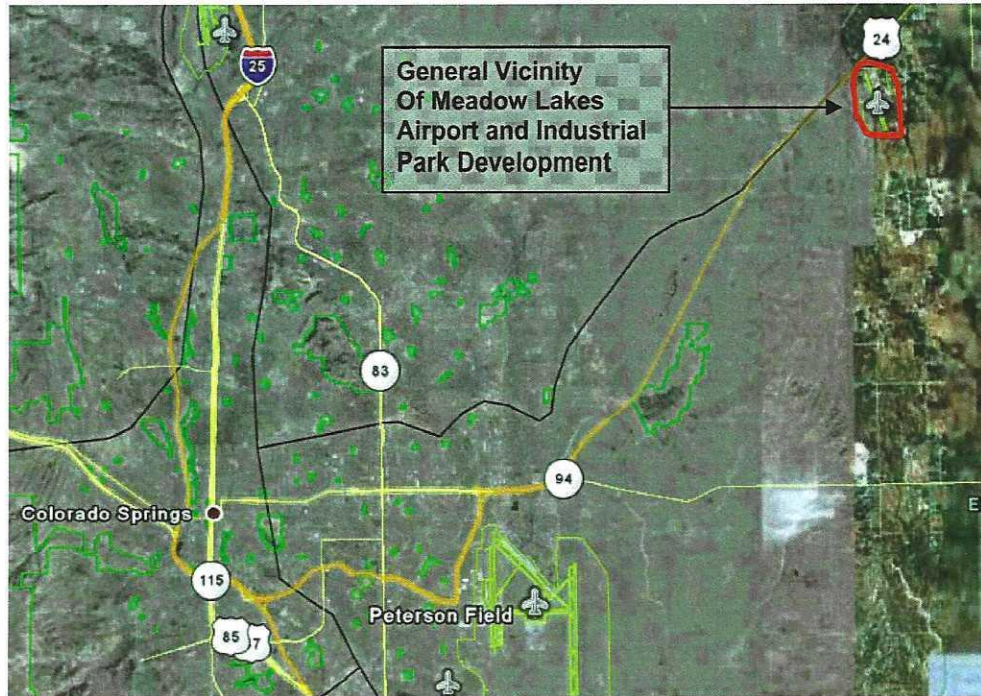 24
25
General Vicinity
Of Meadow Lakes
Airport and Industrial
Park Development
83
94
E
Colorado Springs
115
Peterson Field
85
7